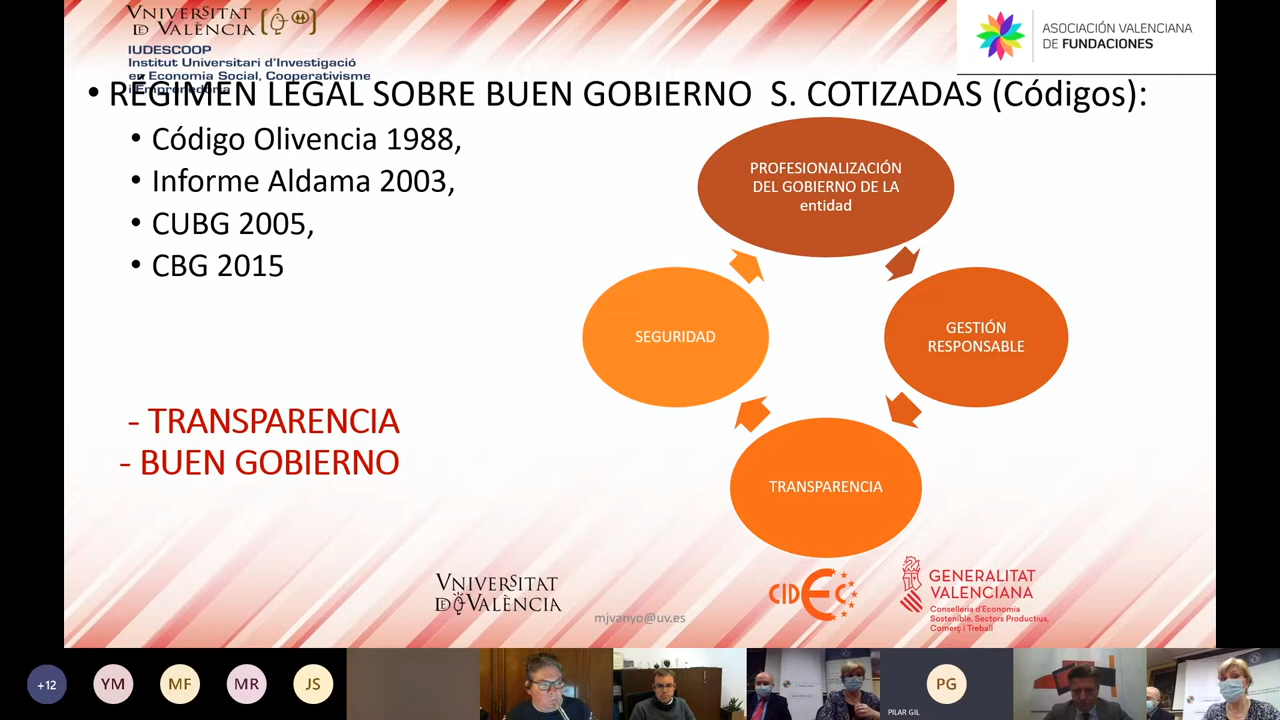 VNIVERSITAT
DE VALÈNCIA
IUDESCOOP
Institut Universitari d'Investigació
en Economia Social, Cooperativisme
i Emprenedoria
ASOCIACIÓN VALENCIANA
DE FUNDACIONES
• RÉGIMEN LEGAL SOBRE BUEN GOBIERNO S. COTIZADAS (Códigos):
• Código Olivencia 1988,
• Informe Aldama 2003,
• CUBG 2005,
• CBG 2015
PROFESIONALIZACIÓN
DEL GOBIERNO DE LA
entidad
GESTIÓN
RESPONSABLE
TRANSPARENCIA
SEGURIDAD
- TRANSPARENCIA
- BUEN GOBIERNO
VNIVERSITAT
DE VALÈNCIA
mjvanyo@uv.es
CIDEC
GENERALITAT
VALENCIANA
Conselleria d'Economia
Sostenible, Sectors Productius,
Comerç i Treball
+12
YM
MF
MR
JS
PG
PILAR GIL